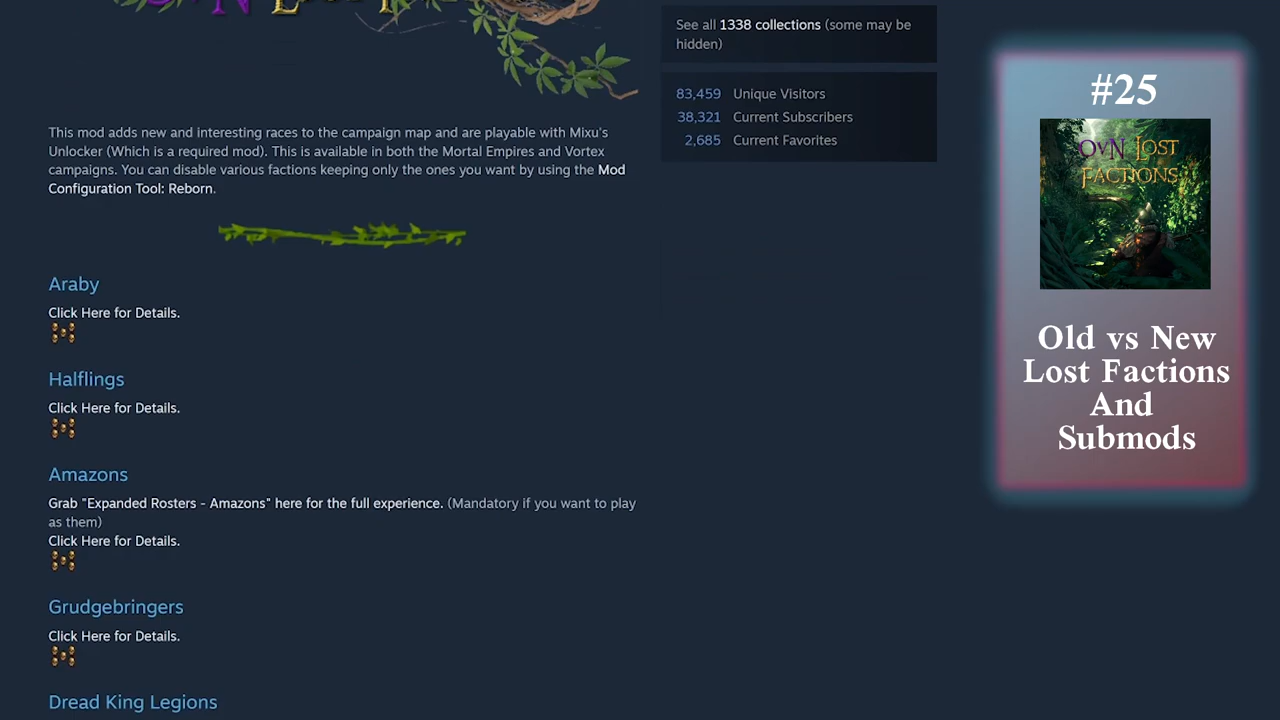 OvN Lost F
This mod adds new and interesting races to the campaign map and are playable with Mixu's
Unlocker (Which is a required mod). This is available in both the Mortal Empires and Vortex
campaigns. You can disable various factions keeping only the ones you want by using the Mod
Configuration Tool: Reborn.
Araby
Click Here for Details.
Halflings
Click Here for Details.
Amazons
Grab "Expanded Rosters - Amazons" here for the full experience. (Mandatory if you want to play
as them)
Click Here for Details.
Grudgebringers
Click Here for Details.
Dread King Legions
See all 1338 collections (some may be
hidden)
83,459 Unique Visitors
38,321 Current Subscribers
2,685 Current Favorites
#25
OvN Lost
Factions
Old vs New
Lost Factions
And
Submods